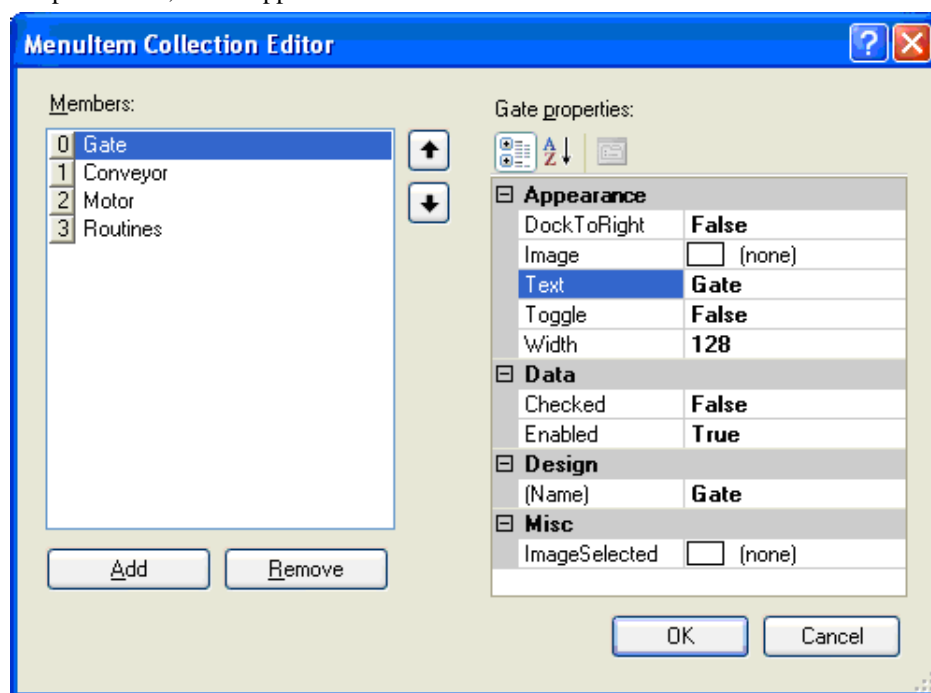 MenuItem Collection Editor
Members:
0 Gate
1 Conveyor
2 Motor
3 Routines
Add
Remove
Gate properties:
A
Z
Appearance
DockToRight False
Image (none)
Text Gate
Toggle False
Width 128
Data
Checked False
Enabled True
Design
(Name) Gate
Misc
ImageSelected (none)
OK
Cancel